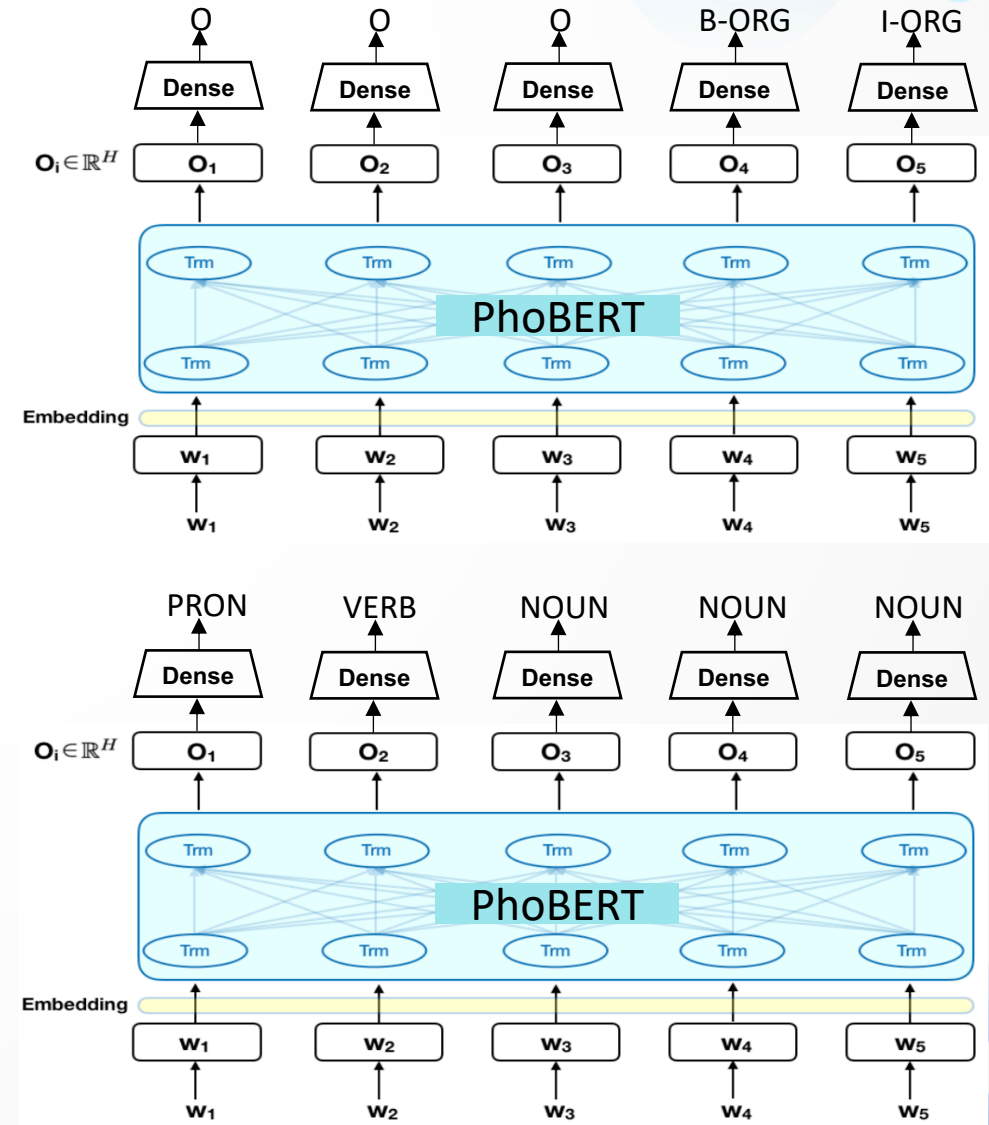 O O O B-ORG I-ORG
Dense Dense Dense Dense Dense
Oᵢ ∈ ℝᴴ O₁ O₂ O₃ O₄ O₅
Trm Trm Trm Trm Trm
PhoBERT
Trm Trm Trm Trm Trm
Embedding
W₁ W₂ W₃ W₄ W₅
W₁ W₂ W₃ W₄ W₅
PRON VERB NOUN NOUN NOUN
Dense Dense Dense Dense Dense
Oᵢ ∈ ℝᴴ O₁ O₂ O₃ O₄ O₅
Trm Trm Trm Trm Trm
PhoBERT
Trm Trm Trm Trm Trm
Embedding
W₁ W₂ W₃ W₄ W₅
W₁ W₂ W₃ W₄ W₅